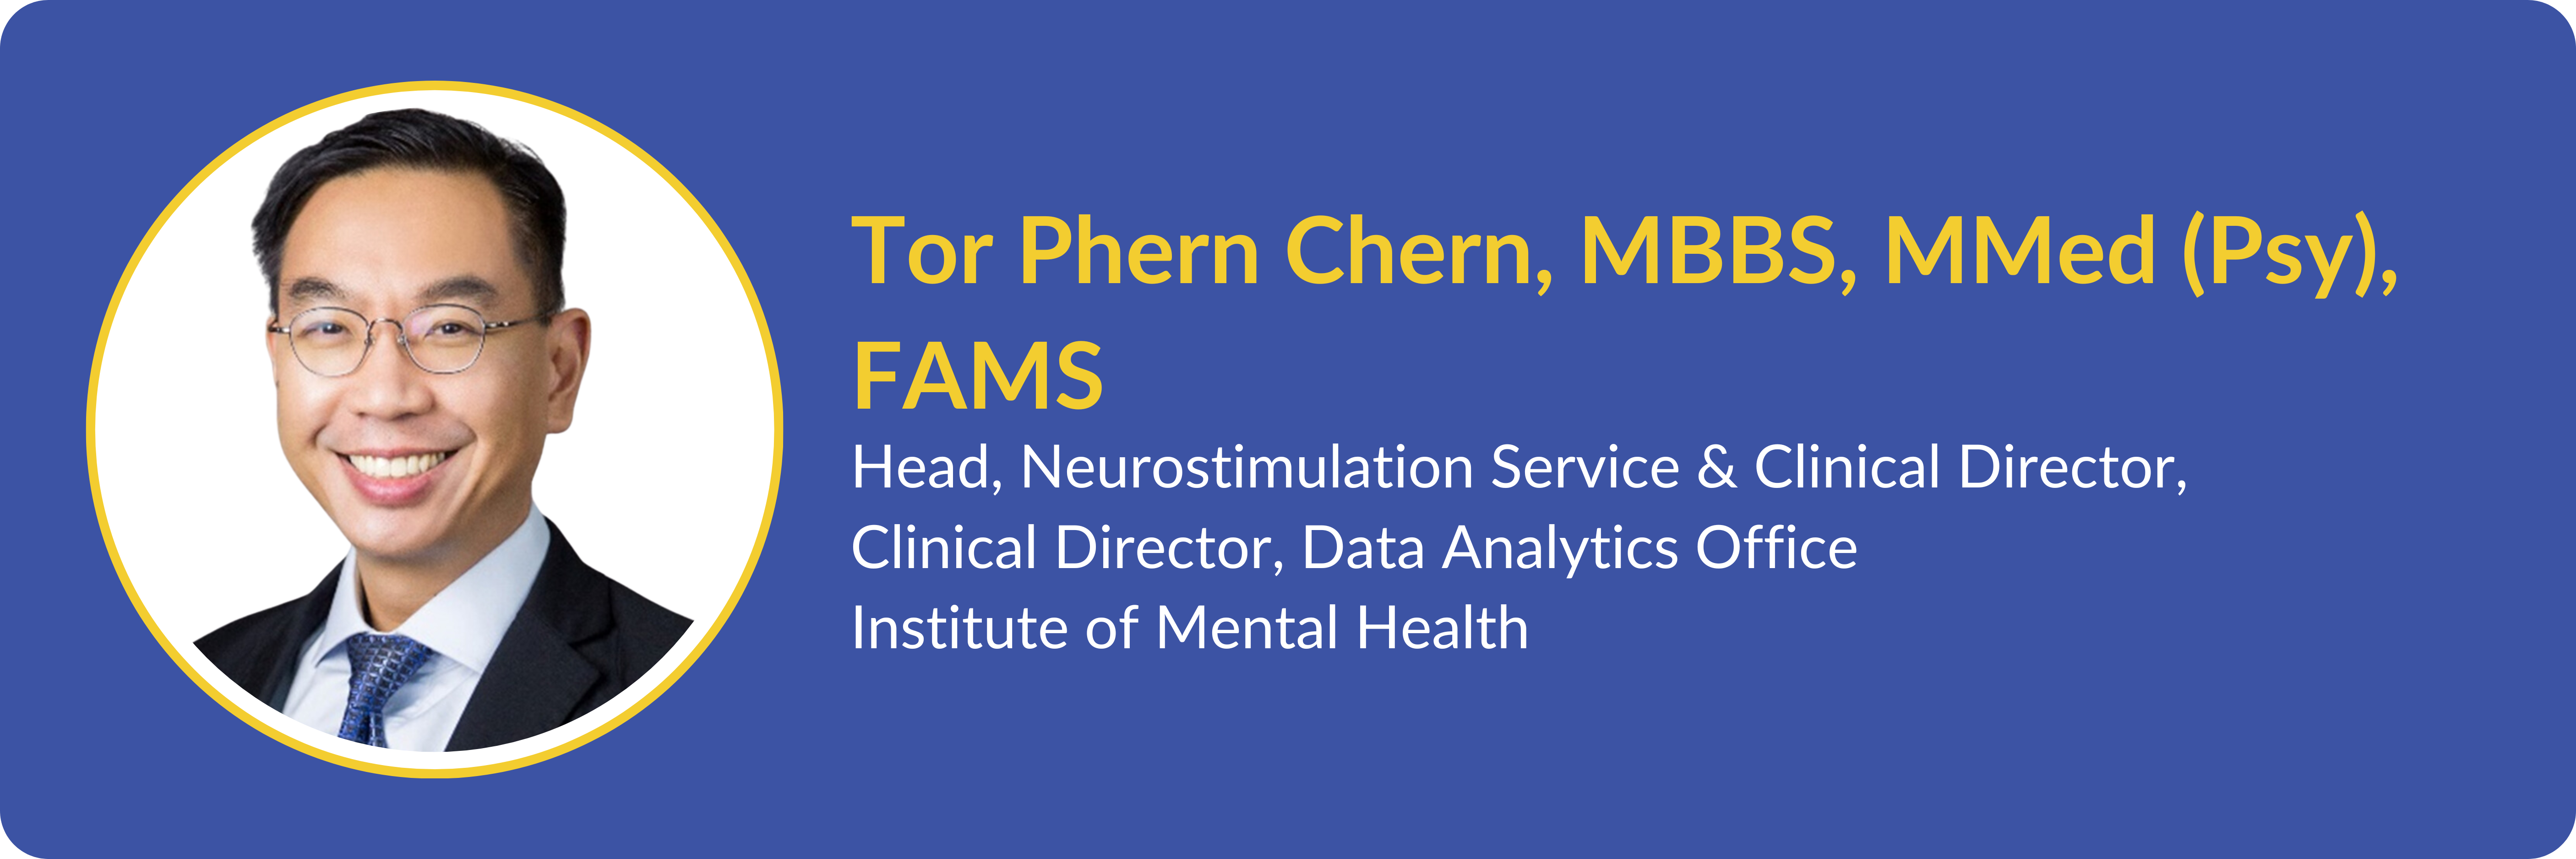 Tor Phern Chern, MBBS, MMed (Psy),
FAMS
Head, Neurostimulation Service & Clinical Director,
Clinical Director, Data Analytics Office
Institute of Mental Health